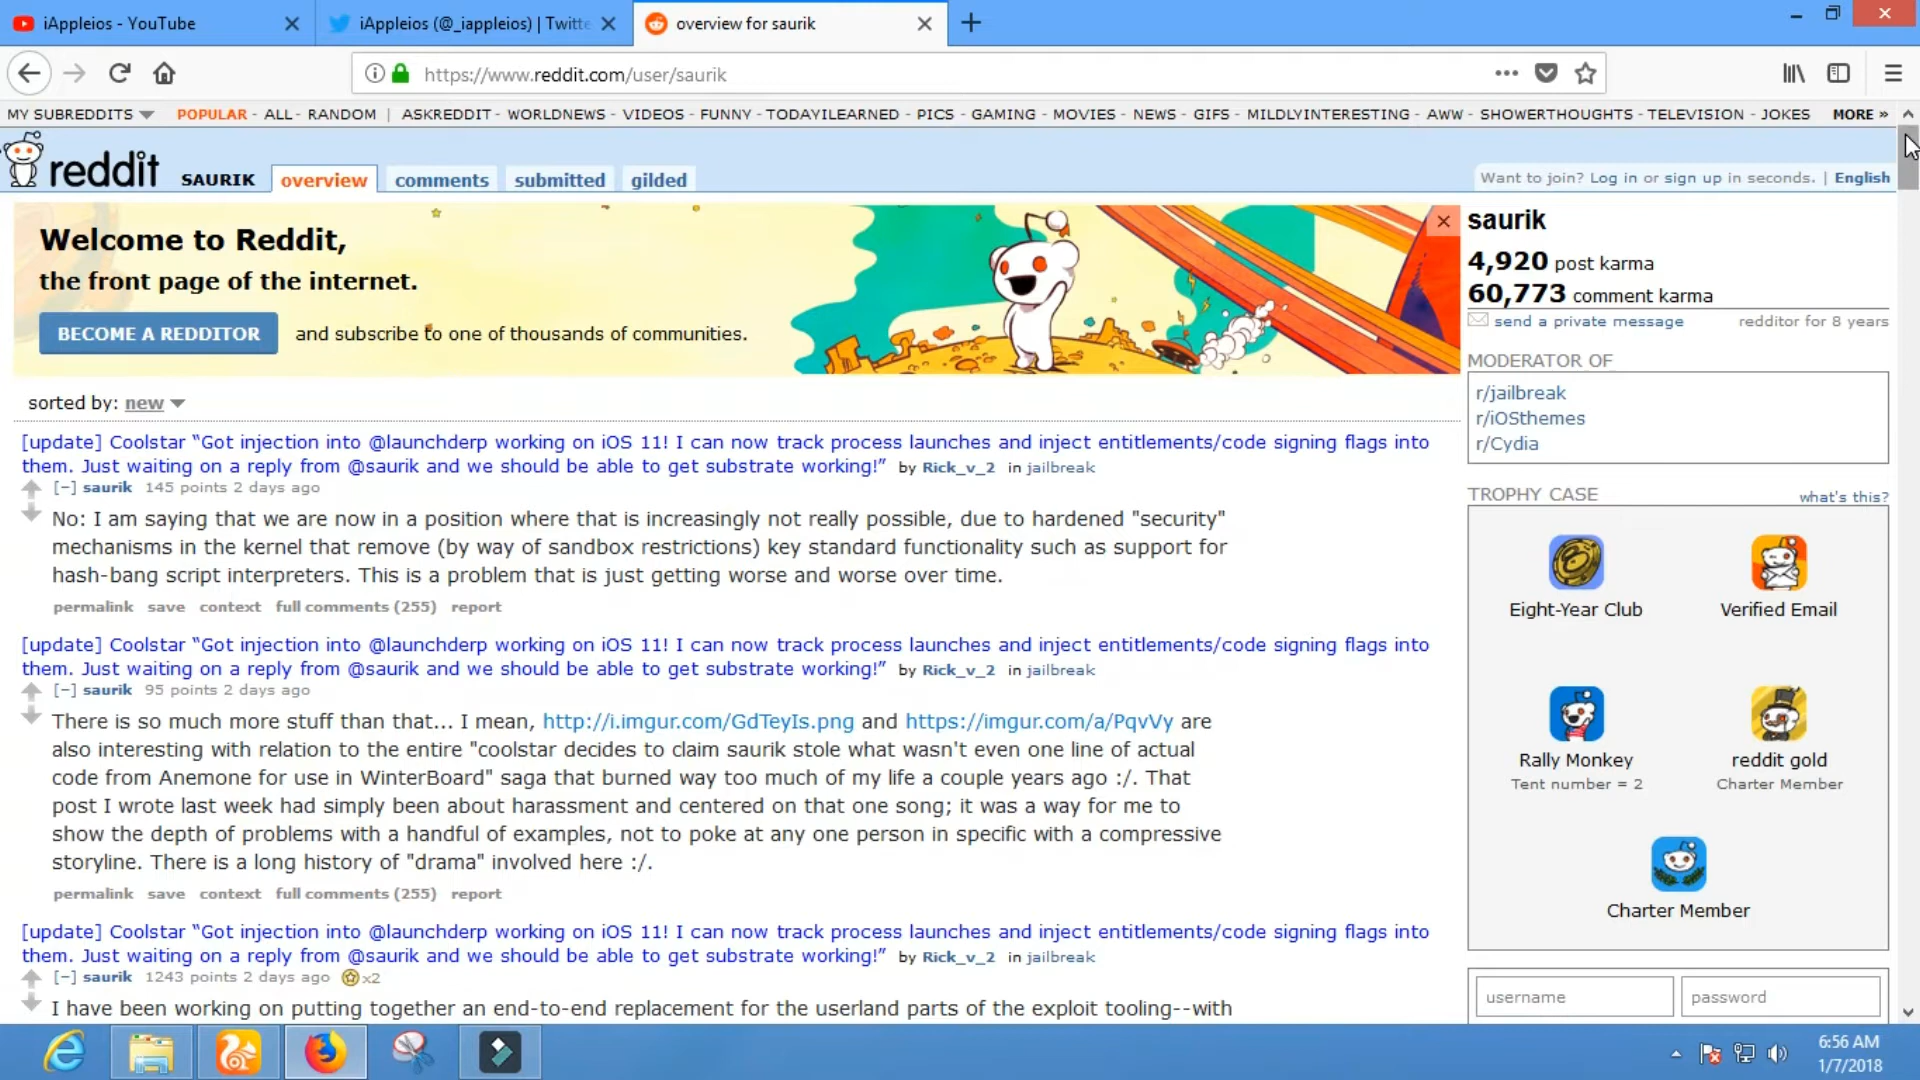 iAppleios - YouTube
iAppleios (@_iappleios) | Twitte
overview for saurik
https://www.reddit.com/user/saurik
MY SUBREDDITS POPULAR - ALL - RANDOM | ASKREDDIT - WORLDNEWS - VIDEOS - FUNNY - TODAYILEARNED - PICS - GAMING - MOVIES - NEWS - GIFS - MILDLYINTERESTING - AWW - SHOWERTHOUGHTS - TELEVISION - JOKES MORE »
reddit SAURIK overview comments submitted gilded
Want to join? Log in or sign up in seconds. | English
Welcome to Reddit,
the front page of the internet.
BECOME A REDDITOR and subscribe to one of thousands of communities.
sorted by: new
[update] Coolstar “Got injection into @launchderp working on iOS 11! I can now track process launches and inject entitlements/code signing flags into
them. Just waiting on a reply from @saurik and we should be able to get substrate working!” by Rick_v_2 in jailbreak
[−] saurik 145 points 2 days ago
No: I am saying that we are now in a position where that is increasingly not really possible, due to hardened "security"
mechanisms in the kernel that remove (by way of sandbox restrictions) key standard functionality such as support for
hash-bang script interpreters. This is a problem that is just getting worse and worse over time.
permalink save context full comments (255) report
[update] Coolstar “Got injection into @launchderp working on iOS 11! I can now track process launches and inject entitlements/code signing flags into
them. Just waiting on a reply from @saurik and we should be able to get substrate working!” by Rick_v_2 in jailbreak
[−] saurik 95 points 2 days ago
There is so much more stuff than that... I mean, http://i.imgur.com/GdTeyIs.png and https://imgur.com/a/PqvVy are
also interesting with relation to the entire "coolstar decides to claim saurik stole what wasn't even one line of actual
code from Anemone for use in WinterBoard" saga that burned way too much of my life a couple years ago :/. That
post I wrote last week had simply been about harassment and centered on that one song; it was a way for me to
show the depth of problems with a handful of examples, not to poke at any one person in specific with a compressive
storyline. There is a long history of "drama" involved here :/.
permalink save context full comments (255) report
[update] Coolstar “Got injection into @launchderp working on iOS 11! I can now track process launches and inject entitlements/code signing flags into
them. Just waiting on a reply from @saurik and we should be able to get substrate working!” by Rick_v_2 in jailbreak
[−] saurik 1243 points 2 days ago x2
I have been working on putting together an end-to-end replacement for the userland parts of the exploit tooling--with
saurik
4,920 post karma
60,773 comment karma
send a private message redditor for 8 years
MODERATOR OF
r/jailbreak
r/iOSthemes
r/Cydia
TROPHY CASE what's this?
Eight-Year Club
Verified Email
Rally Monkey
Tent number = 2
reddit gold
Charter Member
Charter Member
username password
6:56 AM
1/7/2018